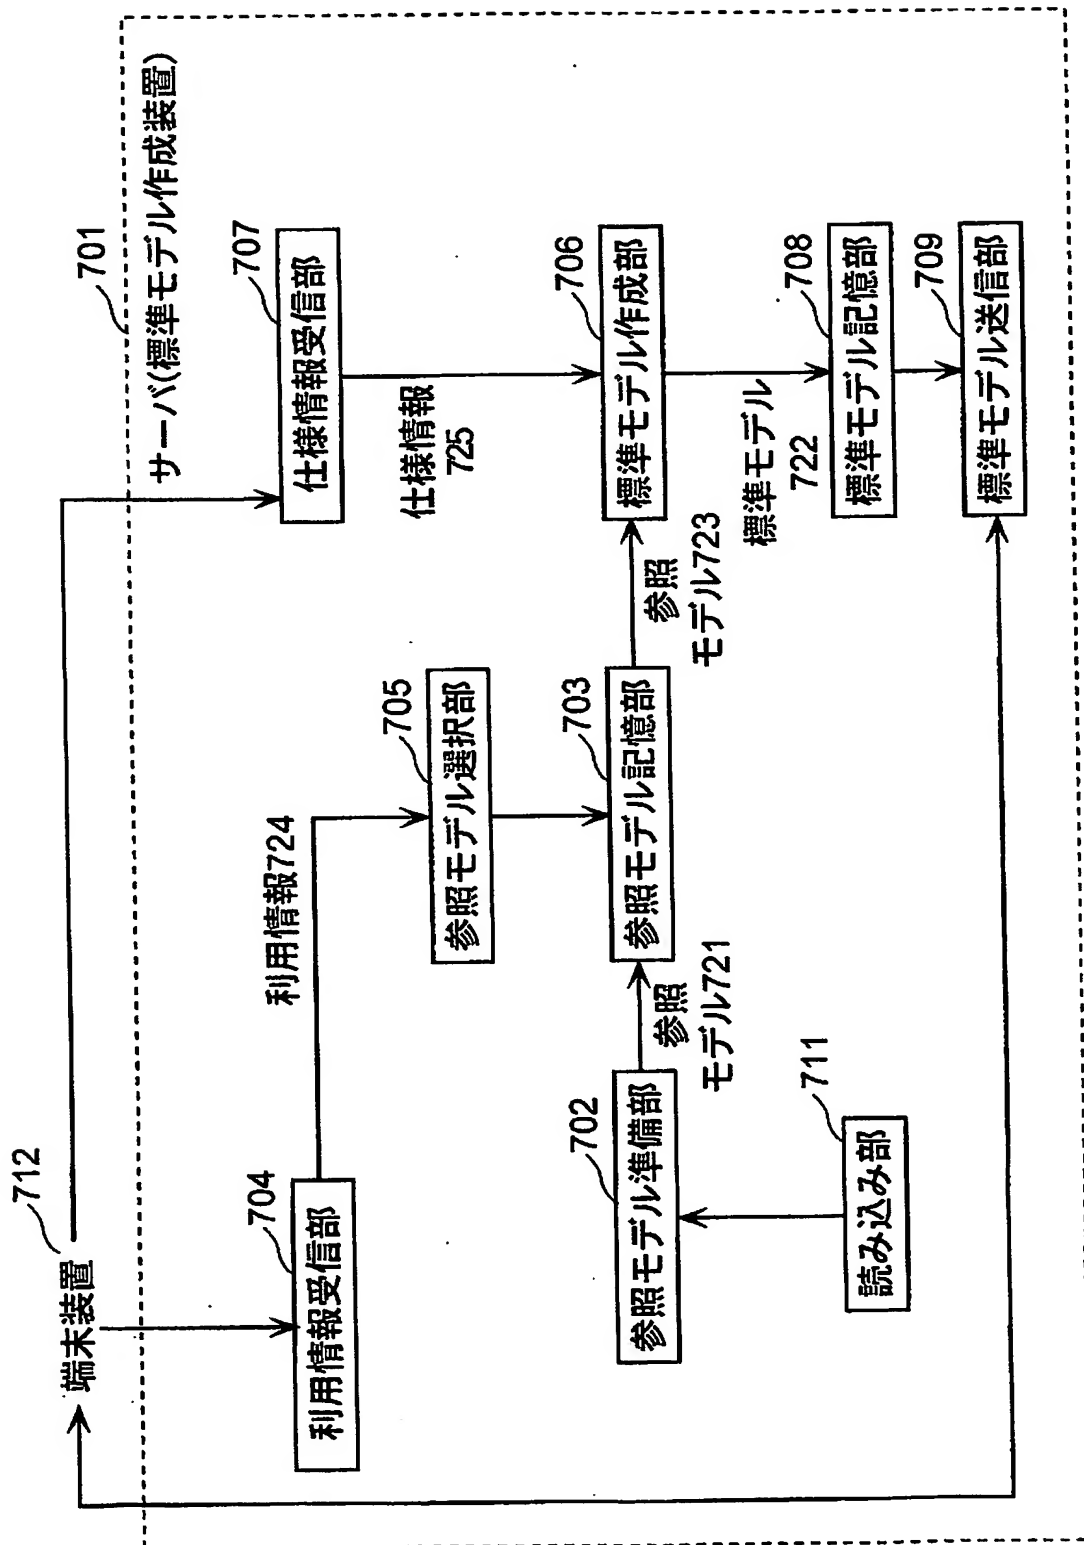 712
端末装置
701
サーバ(標準モデル作成装置)
704
利用情報受信部
利用情報724
707
仕様情報受信部
仕様情報
725
705
参照モデル選択部
702
参照モデル準備部
参照
モデル721
703
参照モデル記憶部
参照
モデル723
706
標準モデル作成部
標準モデル
722
711
読み込み部
708
標準モデル記憶部
709
標準モデル送信部